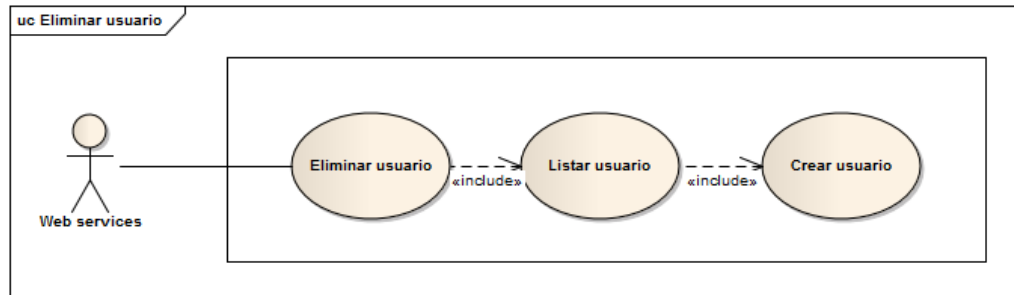 uc Eliminar usuario
Eliminar usuario
Listar usuario
Crear usuario
«include»
«include»
Web services